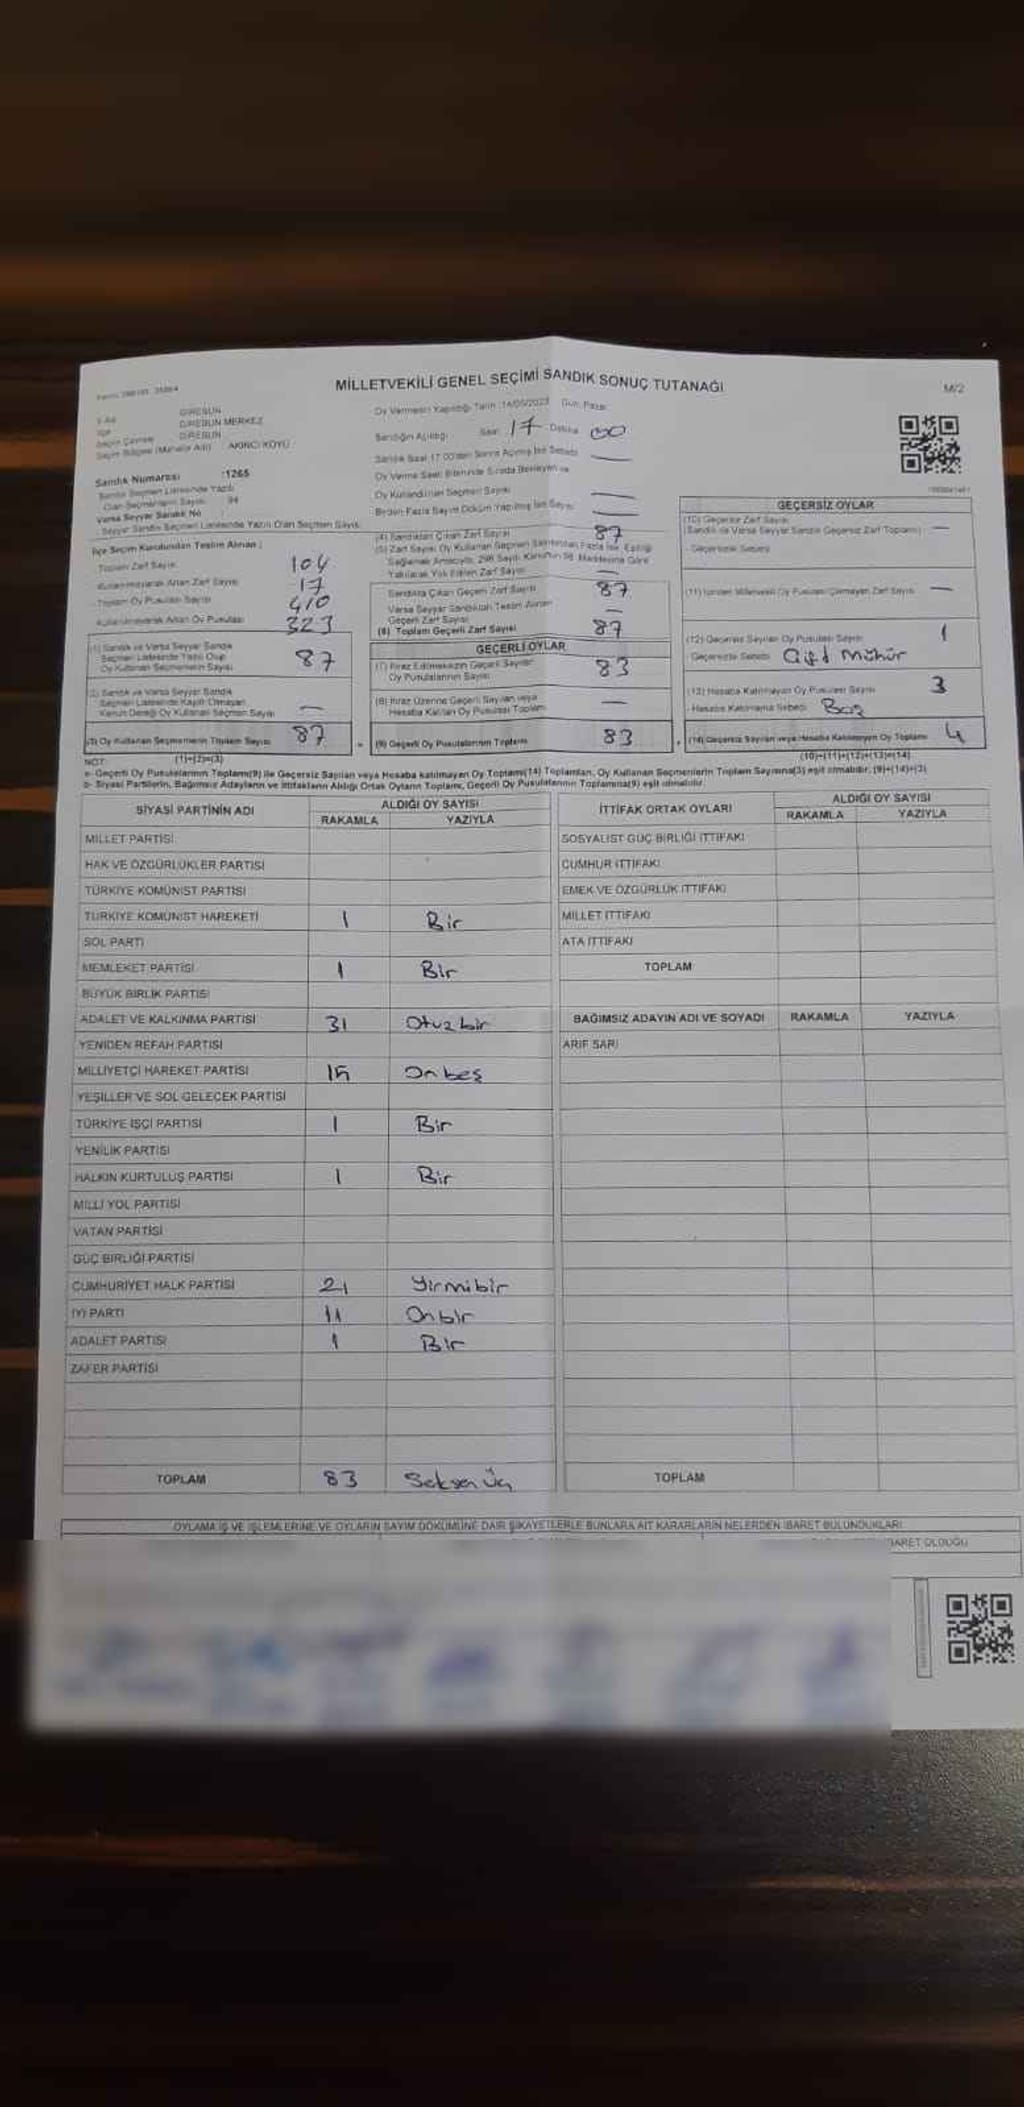 MİLLETVEKİLİ GENEL SEÇİMİ SANDIK SONUÇ TUTANAĞI
M/2
İli Adı GİRESUN
İlçe GİRESUN MERKEZ
Seçim Çevresi GİRESUN
Seçim Bölgesi (Mahalle Adı) AKINCI KÖYÜ
Oy Vermenin Yapıldığı Tarih :14/05/2023 Gün: Pazar
Sandığın Açıldığı Saat 17 Dakika 00
Sandık Saat 17.00'den Sonra Açılmış İse Sebebi
Oy Verme Saati Bitiminde Sırada Bekleyen ve
Oy Kullandırılan Seçmen Sayısı
Birden Fazla Sayım Döküm Yapılmış İse Sayısı
Sandık Numarası :1265
Sandık Seçmen Listesinde Yazılı
Olan Seçmenlerin Sayısı 94
Varsa Seyyar Sandık No
Seyyar Sandık Seçmen Listesinde Yazılı Olan Seçmen Sayısı
İlçe Seçim Kurulundan Teslim Alınan :
Toplam Zarf Sayısı 104
Kullanılmayarak Artan Zarf Sayısı 17
Toplam Oy Pusulası Sayısı 410
Kullanılmayarak Artan Oy Pusulası 323
(1) Sandık ve Varsa Seyyar Sandık
Seçmen Listesinde Yazılı Olup
Oy Kullanan Seçmenlerin Sayısı 87
(2) Sandık ve Varsa Seyyar Sandık
Seçmen Listesinde Kayıtlı Olmayan
Kanun Gereği Oy Kullanan Seçmen Sayısı —
(3) Oy Kullanan Seçmenlerin Toplam Sayısı 87
(1)+(2)=(3)
(4) Sandıktan Çıkan Zarf Sayısı 87
(5) Zarf Sayısı Oy Kullanan Seçmen Sayısından Fazla İse, Eşitliği
Sağlamak Amacıyla, 298 Sayılı Kanun'un 98. Maddesine Göre
Yakılarak Yok Edilen Zarf Sayısı —
Sandıkta Çıkan Geçerli Zarf Sayısı 87
Varsa Seyyar Sandıktan Teslim Alınan
Geçerli Zarf Sayısı —
(6) Toplam Geçerli Zarf Sayısı 87
GEÇERLİ OYLAR
(7) İtiraz Edilmeksizin Geçerli Sayılan
Oy Pusulalarının Sayısı 83
(8) İtiraz Üzerine Geçerli Sayılan veya
Hesaba Katılan Oy Pusulası Toplamı —
(9) Geçerli Oy Pusulalarının Toplamı 83
GEÇERSİZ OYLAR
(10) Geçersiz Zarf Sayısı
(Sandık ve Varsa Seyyar Sandık Geçersiz Zarf Toplamı) —
Geçersizlik Sebebi
(11) İçinden Milletvekili Oy Pusulası Çıkmayan Zarf Sayısı —
(12) Geçersiz Sayılan Oy Pusulası Sayısı 1
Geçersizlik Sebebi Çift Mühür
(13) Hesaba Katılmayan Oy Pusulası Sayısı 3
Hesaba Katılmama Sebebi Boş
(14) Geçersiz Sayılan veya Hesaba Katılmayan Oy Toplamı 4
(10)+(11)+(12)+(13)=(14)
NOT:
a- Geçerli Oy Pusulalarının Toplamı(9) ile Geçersiz Sayılan veya Hesaba katılmayan Oy Toplamı(14) Toplamları, Oy Kullanan Seçmenlerin Toplam Sayısına(3) eşit olmalıdır. (9)+(14)=(3)
b- Siyasi Partilerin, Bağımsız Adayların ve İttifakların Aldığı Ortak Oyların Toplamı, Geçerli Oy Pusulalarının Toplamına(9) eşit olmalıdır.
SİYASİ PARTİNİN ADI ALDIĞI OY SAYISI
RAKAMLA YAZIYLA
MİLLET PARTİSİ
HAK VE ÖZGÜRLÜKLER PARTİSİ
TÜRKİYE KOMÜNİST PARTİSİ
TÜRKİYE KOMÜNİST HAREKETİ 1 Bir
SOL PARTİ
MEMLEKET PARTİSİ 1 Bir
BÜYÜK BİRLİK PARTİSİ
ADALET VE KALKINMA PARTİSİ 31 Otuzbir
YENİDEN REFAH PARTİSİ
MİLLİYETÇİ HAREKET PARTİSİ 15 Onbeş
YEŞİLLER VE SOL GELECEK PARTİSİ
TÜRKİYE İŞÇİ PARTİSİ 1 Bir
YENİLİK PARTİSİ
HALKIN KURTULUŞ PARTİSİ 1 Bir
MİLLİ YOL PARTİSİ
VATAN PARTİSİ
GÜÇ BİRLİĞİ PARTİSİ
CUMHURİYET HALK PARTİSİ 21 Yirmibir
İYİ PARTİ 11 Onbir
ADALET PARTİSİ 1 Bir
ZAFER PARTİSİ
TOPLAM 83 Seksen Üç
İTTİFAK ORTAK OYLARI ALDIĞI OY SAYISI
RAKAMLA YAZIYLA
SOSYALİST GÜÇ BİRLİĞİ İTTİFAKI
CUMHUR İTTİFAKI
EMEK VE ÖZGÜRLÜK İTTİFAKI
MİLLET İTTİFAKI
ATA İTTİFAKI
TOPLAM
BAĞIMSIZ ADAYIN ADI VE SOYADI RAKAMLA YAZIYLA
ARİF SARI
TOPLAM
OYLAMA İŞ VE İŞLEMLERİNE VE OYLARIN SAYIM DÖKÜMÜNE DAİR ŞİKAYETLERLE BUNLARA AİT KARARLARIN NELERDEN İBARET BULUNDUKLARI
OLDUĞU